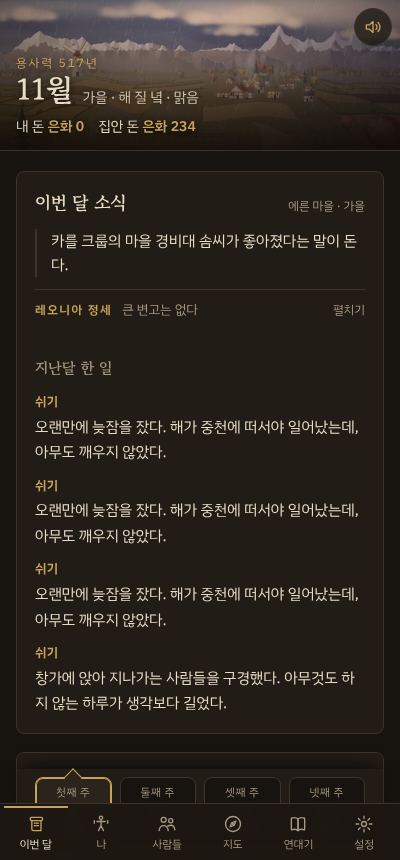 용사력 517년
11월 가을 · 해 질 녘 · 맑음
내 돈 은화 0 집안 돈 은화 234
이번 달 소식
에른 마을 · 가을
카를 크롭의 마을 경비대 솜씨가 좋아졌다는 말이 돈
다.
레오니아 정세 큰 변고는 없다
펼치기
지난달 한 일
쉬기
오랜만에 늦잠을 잤다. 해가 중천에 떠서야 일어났는데,
아무도 깨우지 않았다.
쉬기
오랜만에 늦잠을 잤다. 해가 중천에 떠서야 일어났는데,
아무도 깨우지 않았다.
쉬기
오랜만에 늦잠을 잤다. 해가 중천에 떠서야 일어났는데,
아무도 깨우지 않았다.
쉬기
창가에 앉아 지나가는 사람들을 구경했다. 아무것도 하
지 않는 하루가 생각보다 길었다.
첫째 주 둘째 주 셋째 주 넷째 주
이번 달 나 사람들 지도 연대기 설정